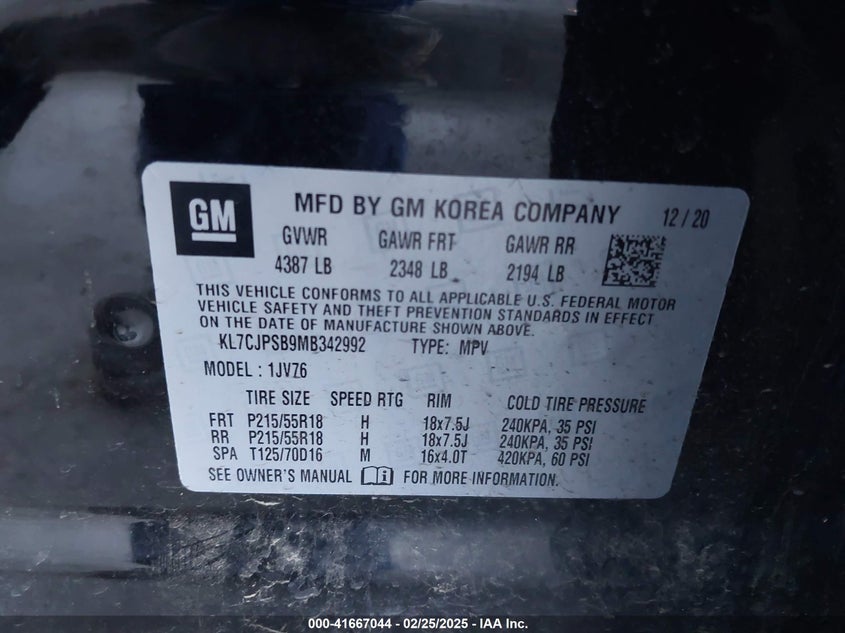 GM MFD BY GM KOREA COMPANY 12/20
GVWR GAWR FRT GAWR RR
4387 LB 2348 LB 2194 LB
THIS VEHICLE CONFORMS TO ALL APPLICABLE U.S. FEDERAL MOTOR
VEHICLE SAFETY AND THEFT PREVENTION STANDARDS IN EFFECT
ON THE DATE OF MANUFACTURE SHOWN ABOVE.
KL7CJPSB9MB342992 TYPE: MPV
MODEL : 1JV76
TIRE SIZE SPEED RTG RIM COLD TIRE PRESSURE
FRT P215/55R18 H 18x7.5J 240KPA, 35 PSI
RR P215/55R18 H 18x7.5J 240KPA, 35 PSI
SPA T125/70D16 M 16x4.0T 420KPA, 60 PSI
SEE OWNER'S MANUAL FOR MORE INFORMATION.
000-41667044 - 02/25/2025 - IAA Inc.